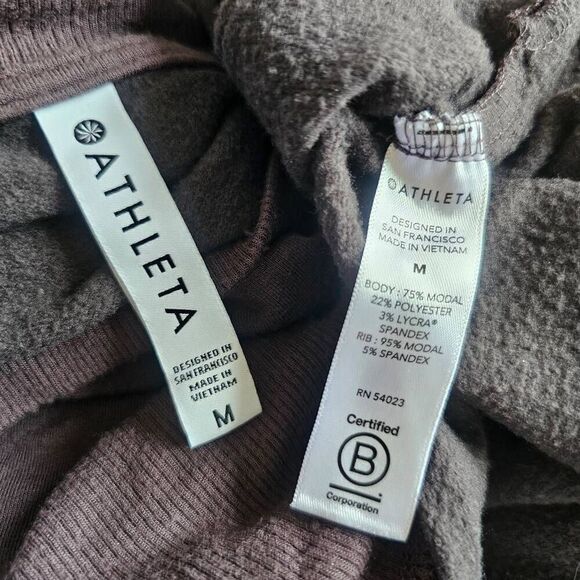 ATHLETA
DESIGNED IN
SAN FRANCISCO
MADE IN
VIETNAM
M
ATHLETA
DESIGNED IN
SAN FRANCISCO
MADE IN VIETNAM
M
BODY : 75% MODAL
22% POLYESTER
3% LYCRA®
SPANDEX
RIB : 95% MODAL
5% SPANDEX
RN 54023
Certified
B
Corporation